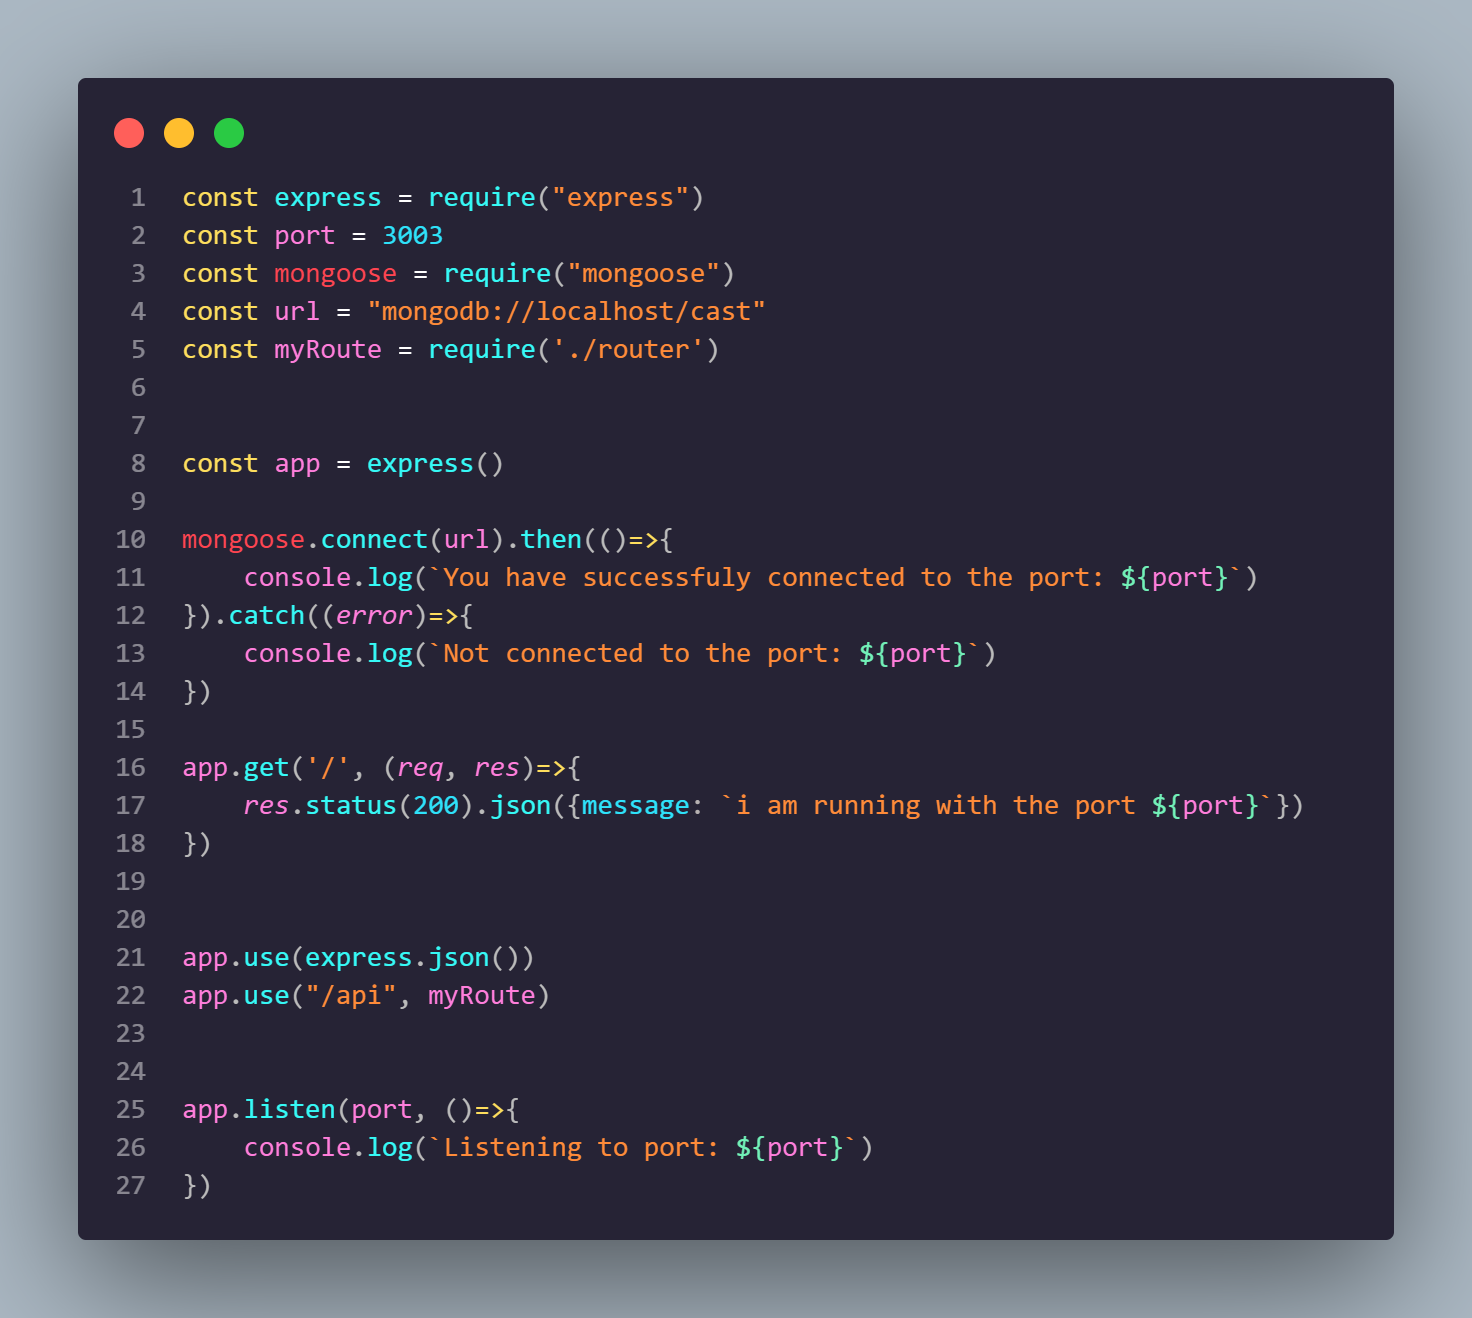 1 const express = require("express")
2 const port = 3003
3 const mongoose = require("mongoose")
4 const url = "mongodb://localhost/cast"
5 const myRoute = require('./router')
6
7
8 const app = express()
9
10 mongoose.connect(url).then(()=>{
11     console.log(`You have successfuly connected to the port: ${port}`)
12 }).catch((error)=>{
13     console.log(`Not connected to the port: ${port}`)
14 })
15
16 app.get('/', (req, res)=>{
17     res.status(200).json({message: `i am running with the port ${port}`})
18 })
19
20
21 app.use(express.json())
22 app.use("/api", myRoute)
23
24
25 app.listen(port, ()=>{
26     console.log(`Listening to port: ${port}`)
27 })